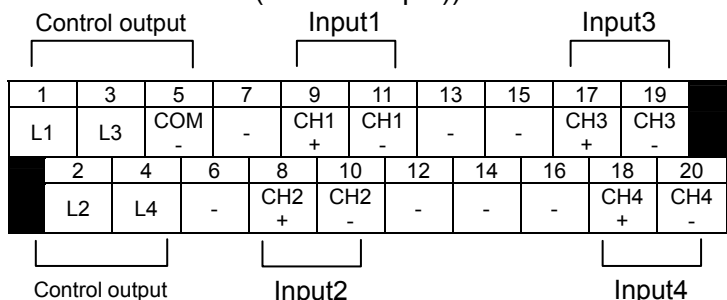 (                    ))
Control output Input1 Input3
1 3 5 7 9 11 13 15 17 19
L1 L3 COM - - CH1 + CH1 - - - CH3 + CH3 -
2 4 6 8 10 12 14 16 18 20
L2 L4 - CH2 + CH2 - - - - CH4 + CH4 -
Control output Input2 Input4